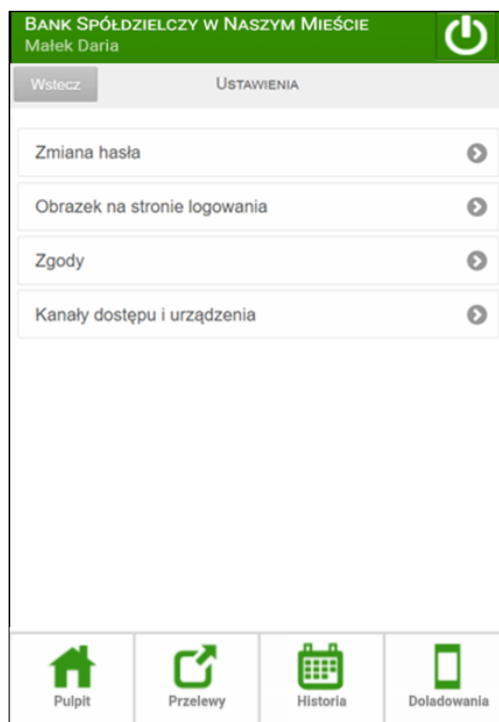 Bank Spółdzielczy w Naszym Mieście
Małek Daria
Wstecz
Ustawienia
Zmiana hasła
Obrazek na stronie logowania
Zgody
Kanały dostępu i urządzenia
Pulpit
Przelewy
Historia
Doladowania